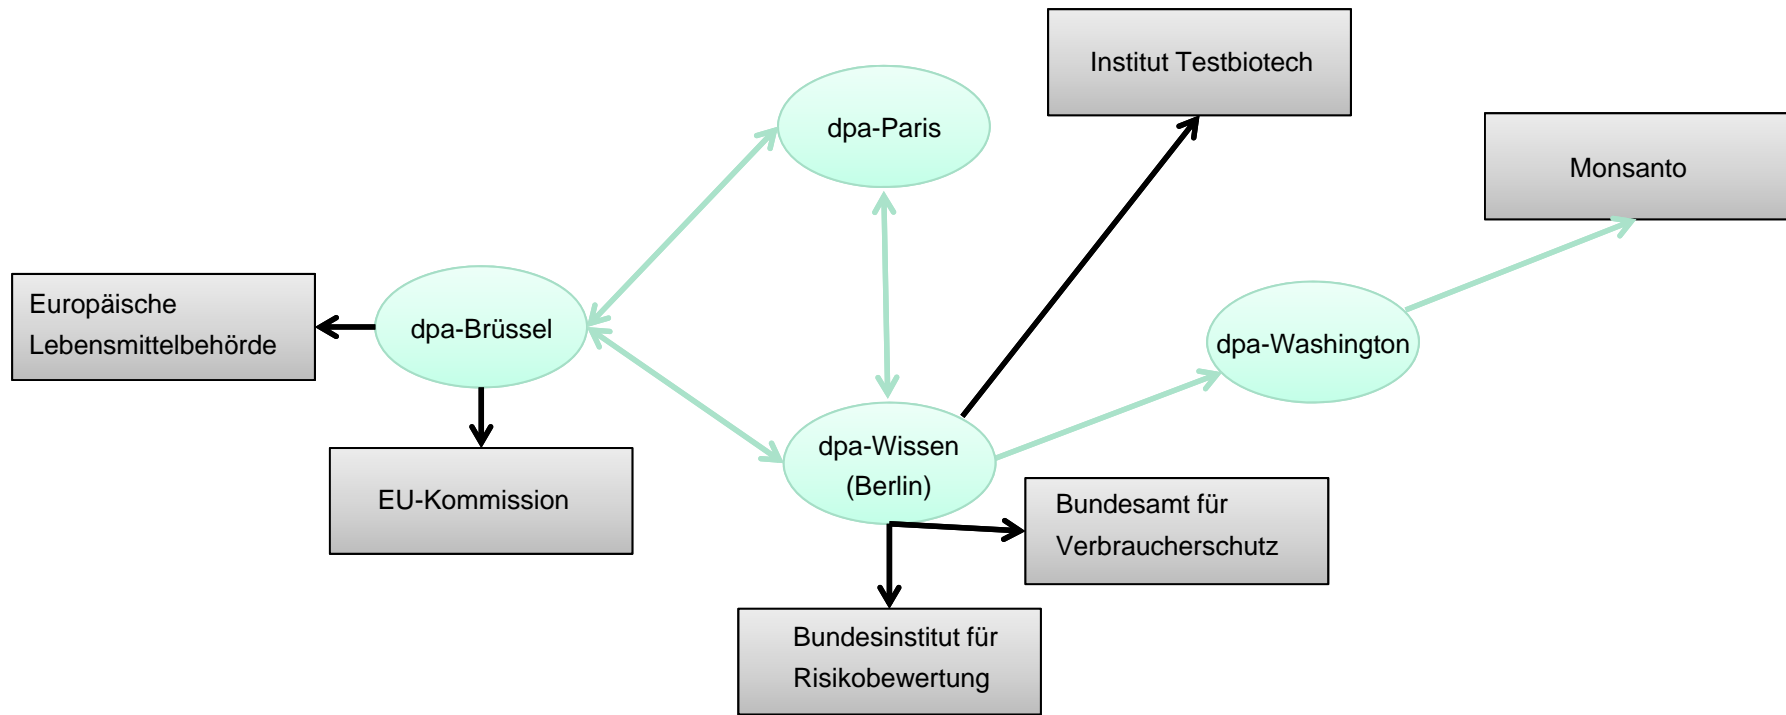 Institut Testbiotech
dpa-Paris
Monsanto
Europäische
Lebensmittelbehörde
dpa-Brüssel
dpa-Washington
dpa-Wissen
(Berlin)
EU-Kommission
Bundesamt für
Verbraucherschutz
Bundesinstitut für
Risikobewertung